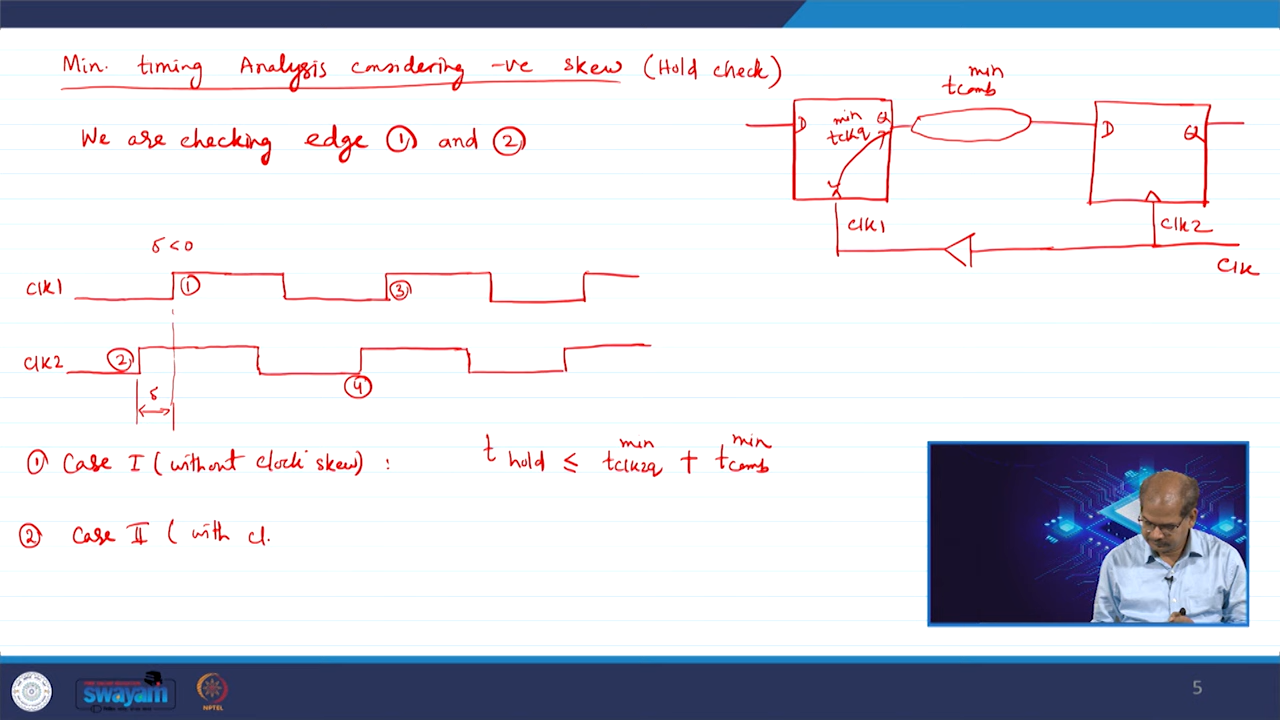 Min. timing Analysis considering -ve skew (Hold check)
We are checking edge ① and ②
min
tcomb
D
min
tclkq
Q
D
Q
clk1
clk2
clk
δ < 0
clk1
①
③
clk2
②
④
δ
① Case I (without clock skew) : t hold ≤ tclk2q min + tcomb min
② Case II ( with cl.
swayam
NPTEL
5